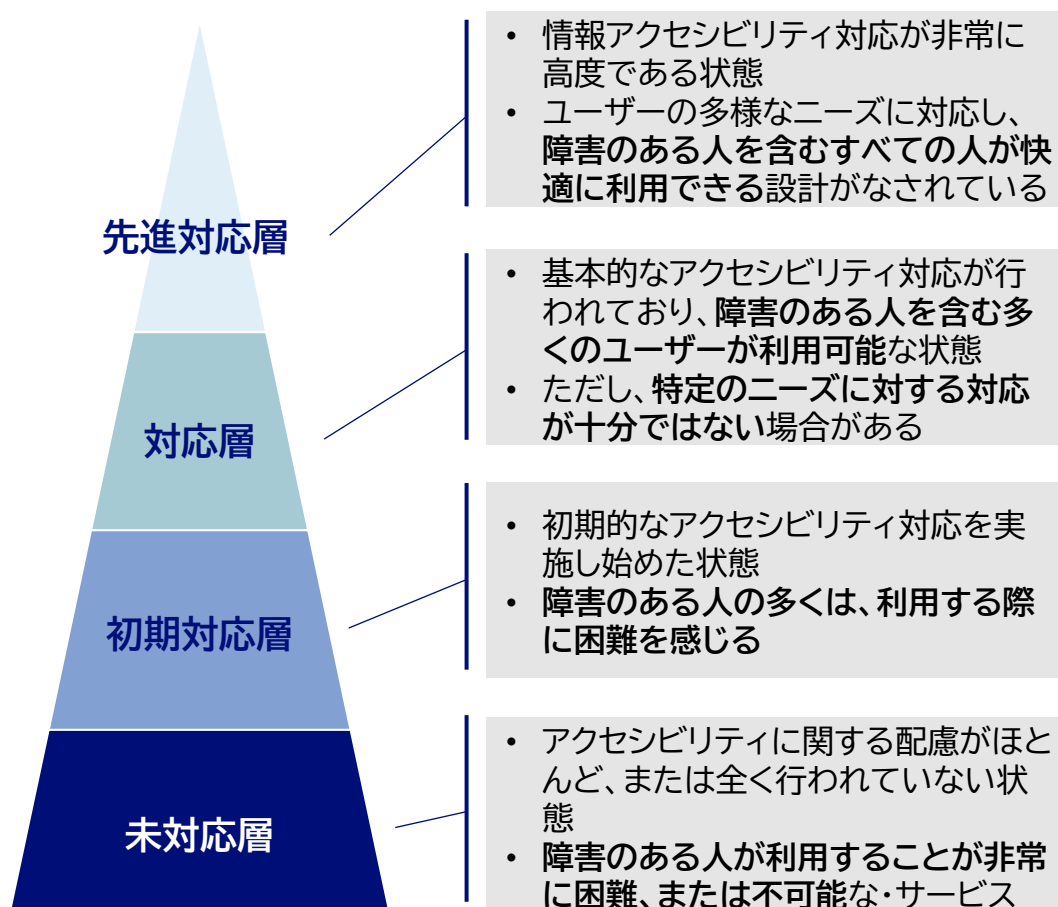 先進対応層
• 情報アクセシビリティ対応が非常に
高度である状態
• ユーザーの多様なニーズに対応し、
障害のある人を含むすべての人が快
適に利用できる設計がなされている
対応層
• 基本的なアクセシビリティ対応が行
われており、障害のある人を含む多
くのユーザーが利用可能な状態
• ただし、特定のニーズに対する対応
が十分ではない場合がある
初期対応層
• 初期的なアクセシビリティ対応を実
施し始めた状態
• 障害のある人の多くは、利用する際
に困難を感じる
未対応層
• アクセシビリティに関する配慮がほと
んど、または全く行われていない状
態
• 障害のある人が利用することが非常
に困難、または不可能な・サービス